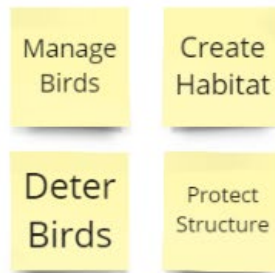 Manage
Birds
Create
Habitat
Deter
Birds
Protect
Structure